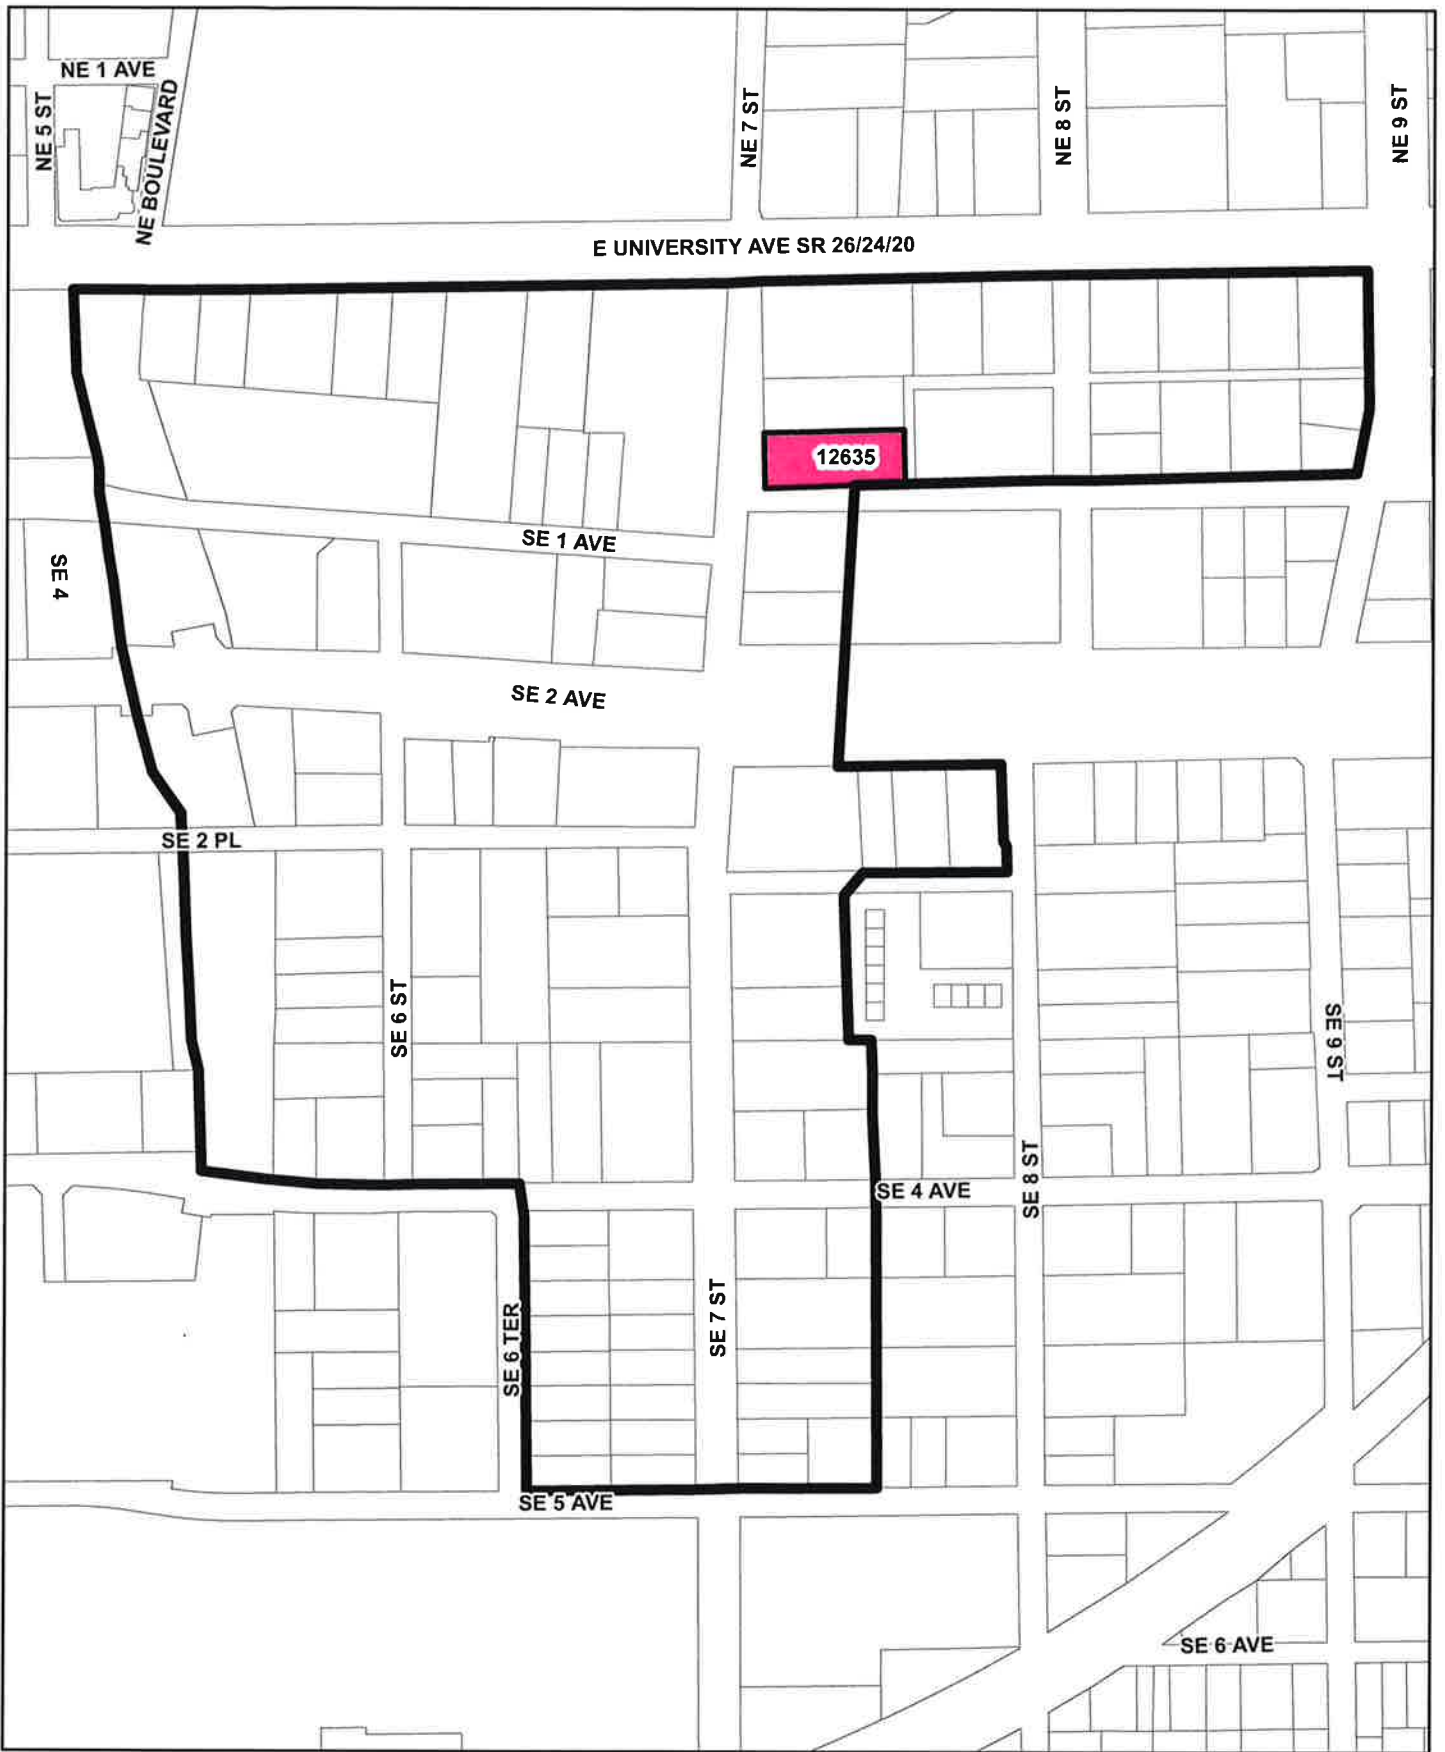 NE 1 AVE
NE 5 ST
NE BOULEVARD
NE 7 ST
NE 8 ST
NE 9 ST
E UNIVERSITY AVE SR 26/24/20
12635
SE 1 AVE
SE 4
SE 2 AVE
SE 2 PL
SE 6 ST
SE 9 ST
SE 8 ST
SE 4 AVE
SE 7 ST
SE 6 TER
SE 5 AVE
SE 6 AVE